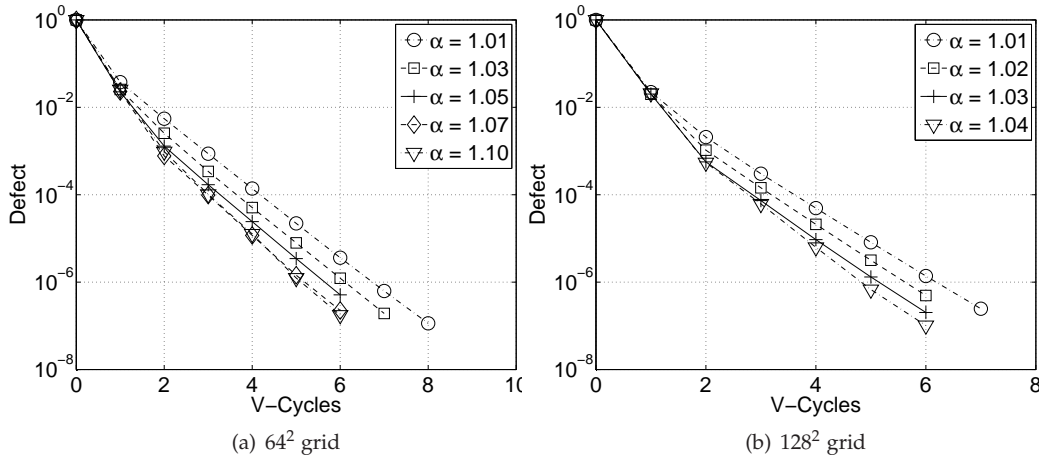 10^0
10^-2
10^-4
10^-6
10^-8
Defect
0 2 4 6 8 10
V-Cycles
α = 1.01
α = 1.03
α = 1.05
α = 1.07
α = 1.10
(a) 64^2 grid
10^0
10^-2
10^-4
10^-6
10^-8
Defect
0 2 4 6 8
V-Cycles
α = 1.01
α = 1.02
α = 1.03
α = 1.04
(b) 128^2 grid